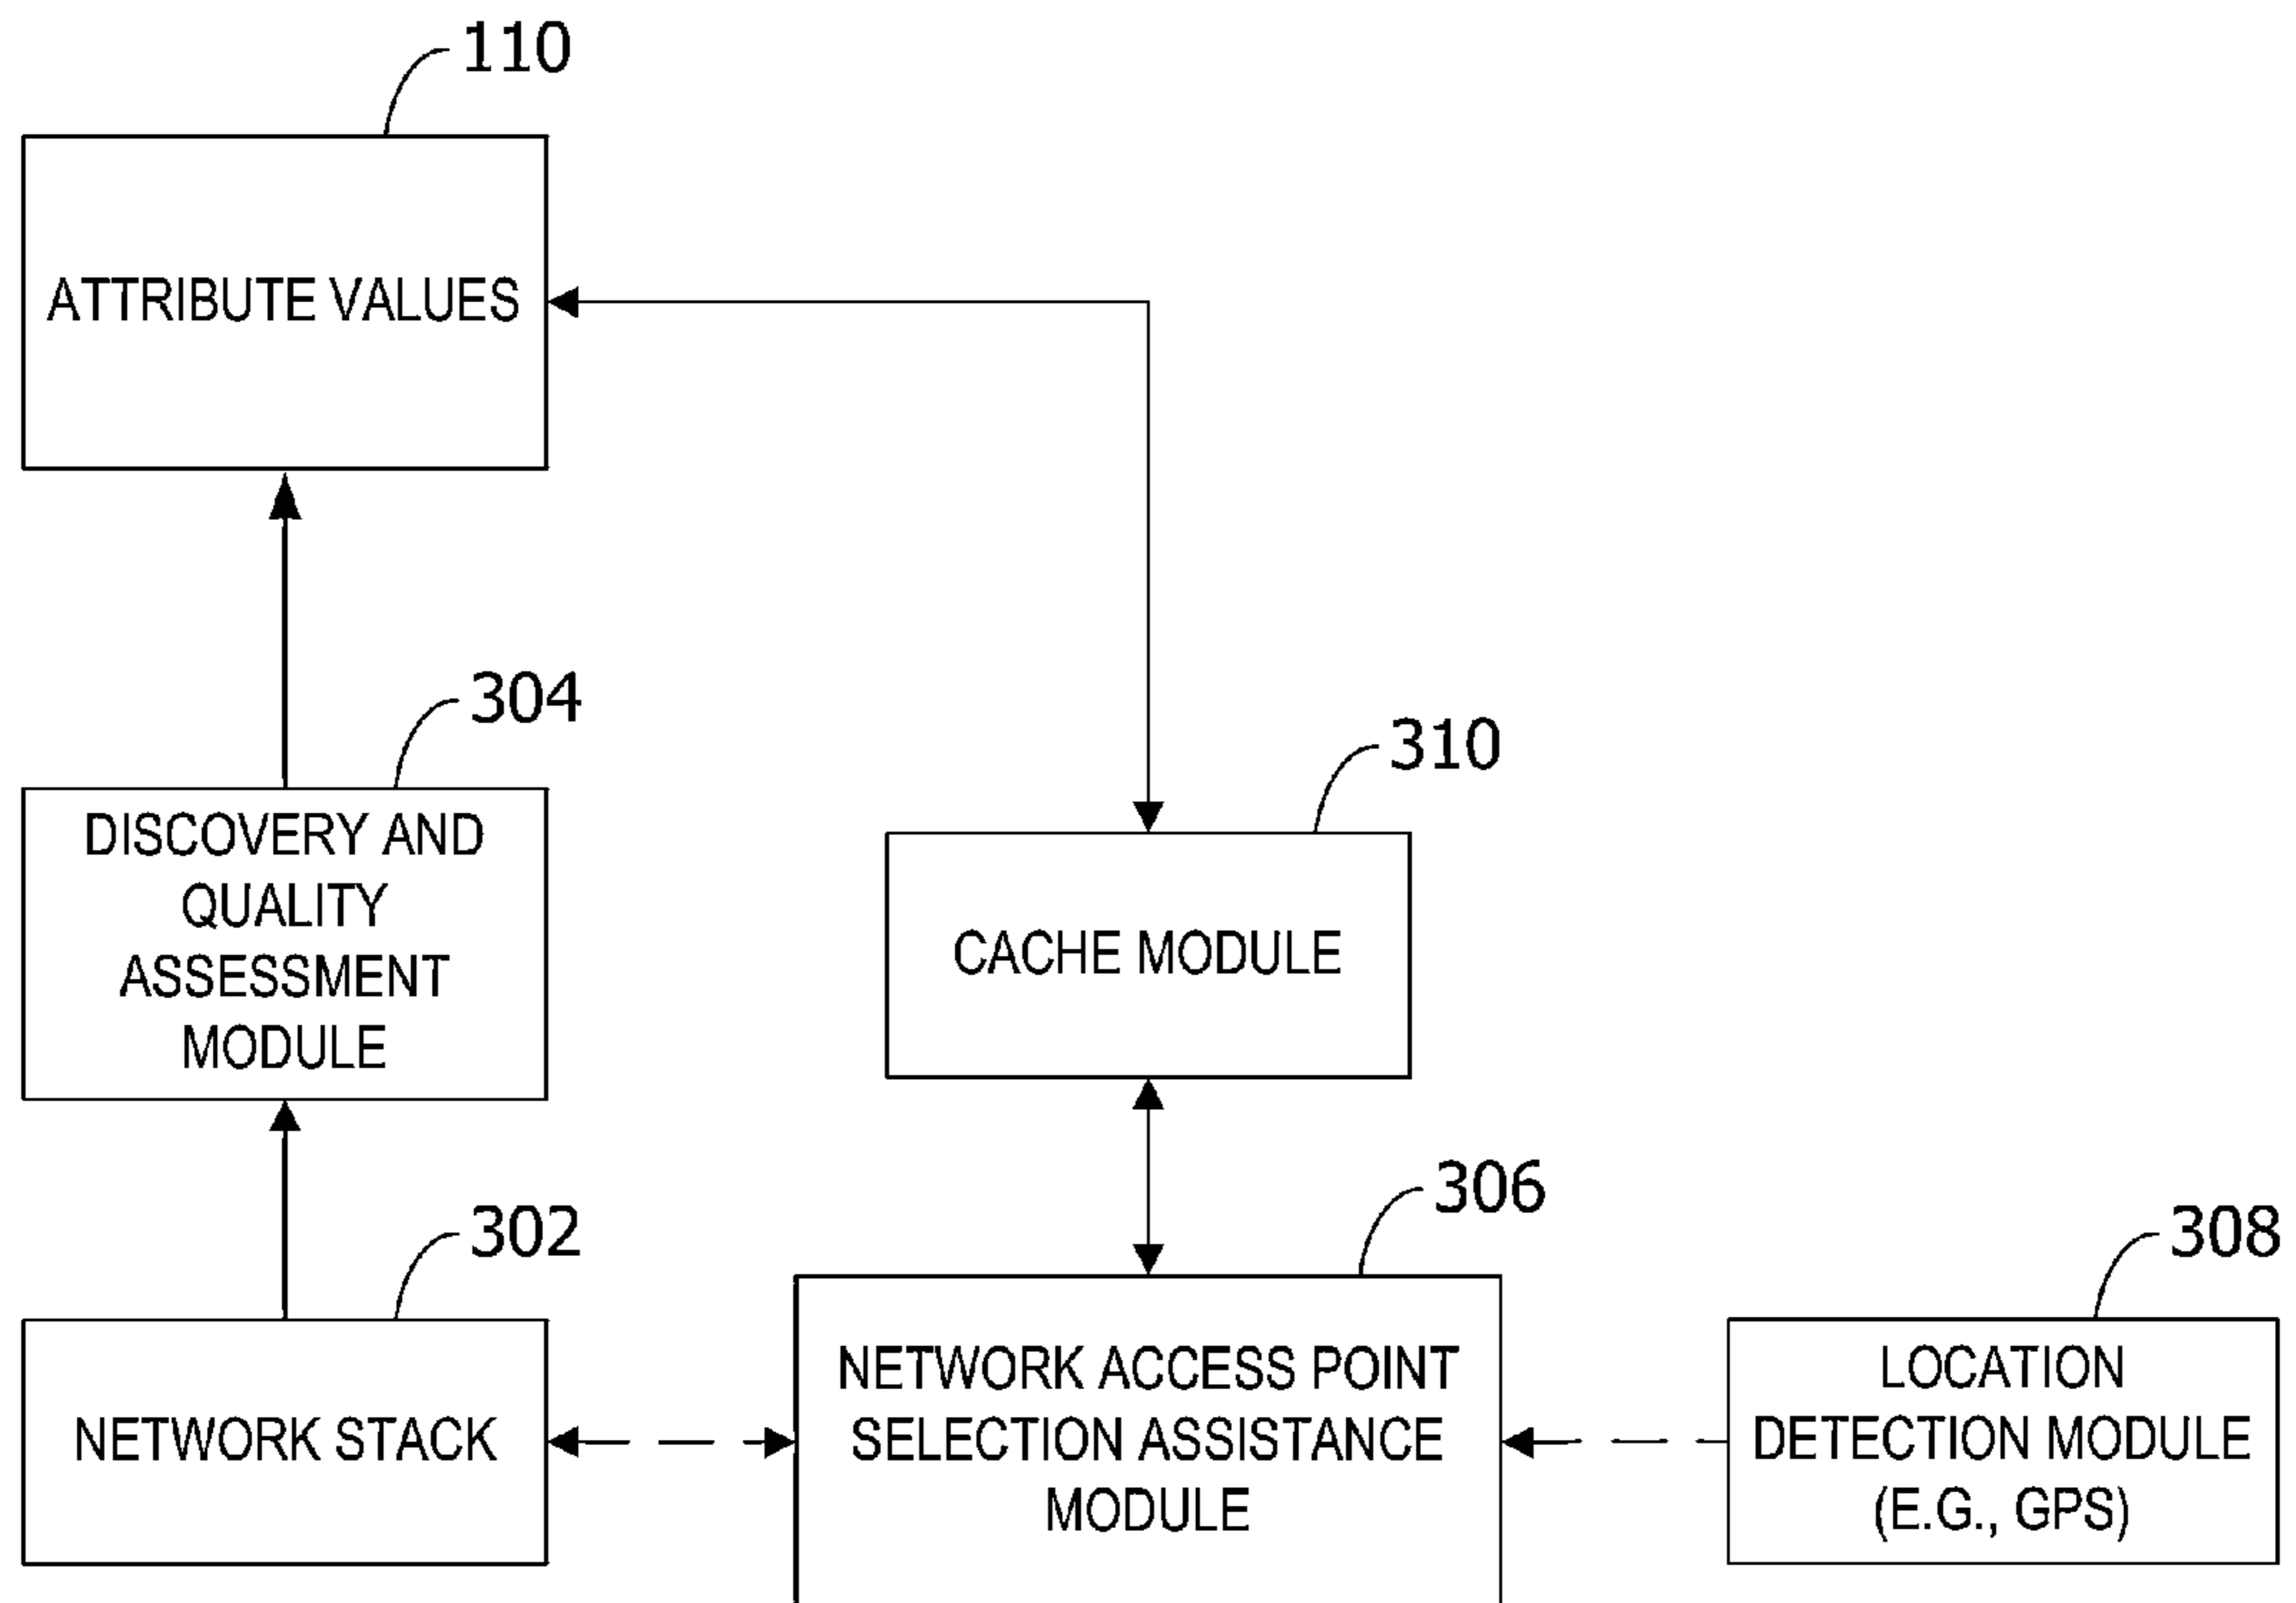 110
ATTRIBUTE VALUES
304
DISCOVERY AND
QUALITY
ASSESSMENT
MODULE
310
CACHE MODULE
302
NETWORK STACK
306
NETWORK ACCESS POINT
SELECTION ASSISTANCE
MODULE
308
LOCATION
DETECTION MODULE
(E.G., GPS)